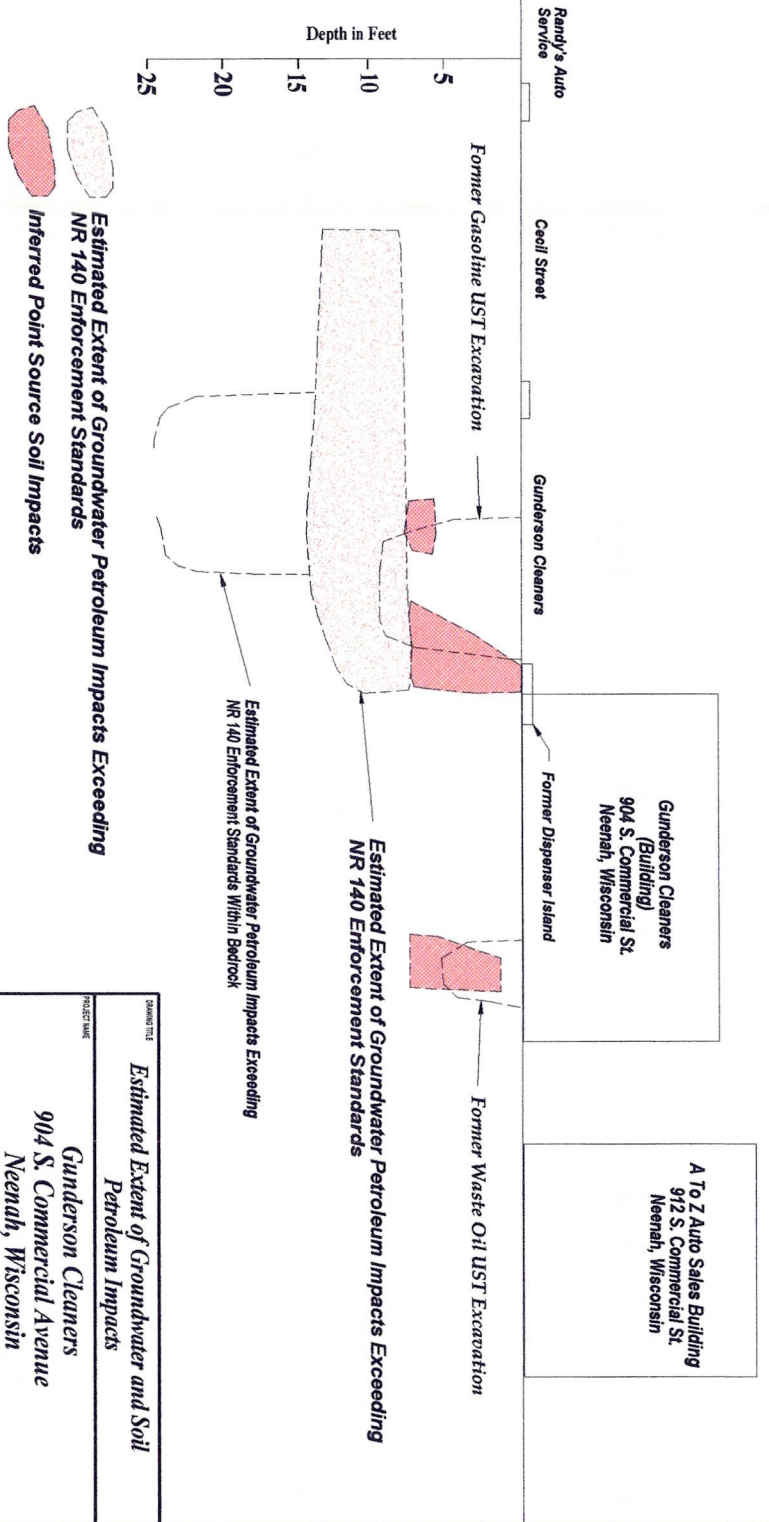 Randy's Auto
Service
Cecil Street
Gunderson Cleaners
Gunderson Cleaners
(Building)
904 S. Commercial St.
Neenah, Wisconsin
A To Z Auto Sales Building
912 S. Commercial St.
Neenah, Wisconsin
Former Dispenser Island
Depth in Feet
5
-10
15
-20
-25
Former Gasoline UST Excavation
Former Waste Oil UST Excavation
Estimated Extent of Groundwater Petroleum Impacts Exceeding
NR 140 Enforcement Standards
Estimated Extent of Groundwater Petroleum Impacts Exceeding
NR 140 Enforcement Standards Within Bedrock
Estimated Extent of Groundwater Petroleum Impacts Exceeding
NR 140 Enforcement Standards
Inferred Point Source Soil Impacts
DRAWING TITLE
Estimated Extent of Groundwater and Soil
Petroleum Impacts
PROJECT NAME
Gunderson Cleaners
904 S. Commercial Avenue
Neenah, Wisconsin